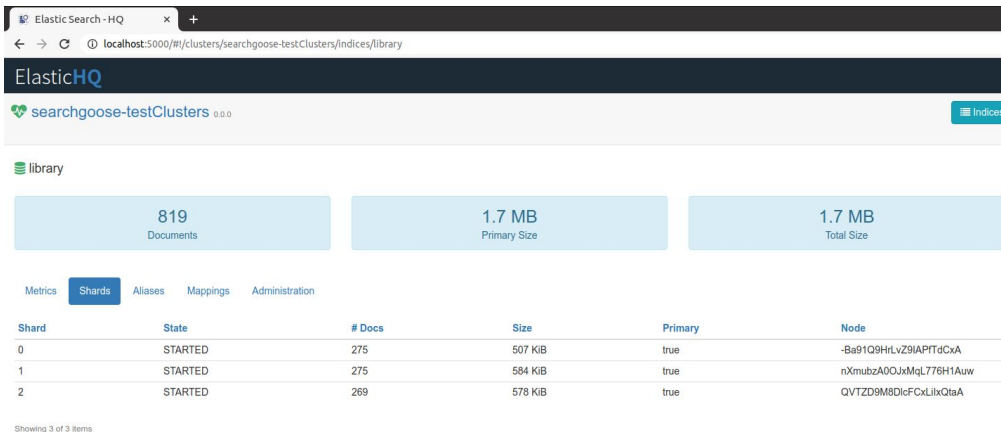 Elastic Search - HQ
localhost:5000/#!/clusters/searchgoose-testClusters/indices/library
ElasticHQ
searchgoose-testClusters 0.0.0
Indices
library
819 1.7 MB 1.7 MB
Documents Primary Size Total Size
Metrics Shards Aliases Mappings Administration
Shard State # Docs Size Primary Node
0 STARTED 275 507 KiB true -Ba91Q9HrLvZ9IAPfTdCxA
1 STARTED 275 584 KiB true nXmubzA0OJxMqL776H1Auw
2 STARTED 269 578 KiB true QVTZD9M8DlcFCxLiIxQtaA
Showing 3 of 3 items